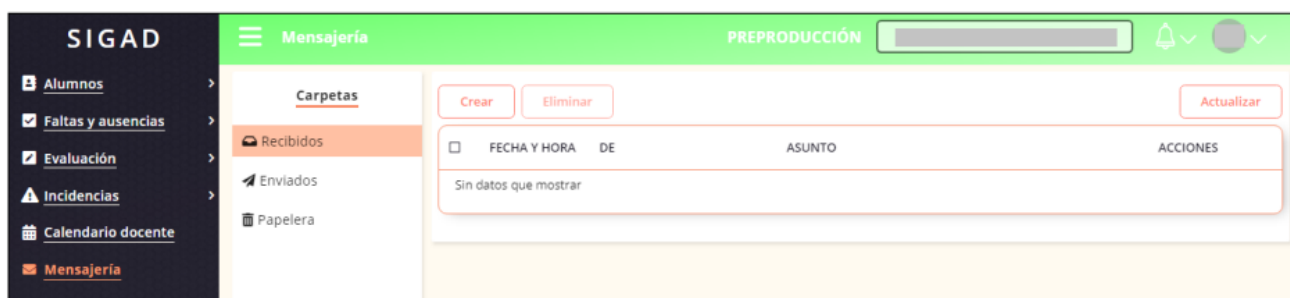 SIGAD
Alumnos
Faltas y ausencias
Evaluación
Incidencias
Calendario docente
Mensajería
Mensajería
PREPRODUCCIÓN
Carpetas
Recibidos
Enviados
Papelera
Crear
Eliminar
Actualizar
FECHA Y HORA DE ASUNTO ACCIONES
Sin datos que mostrar